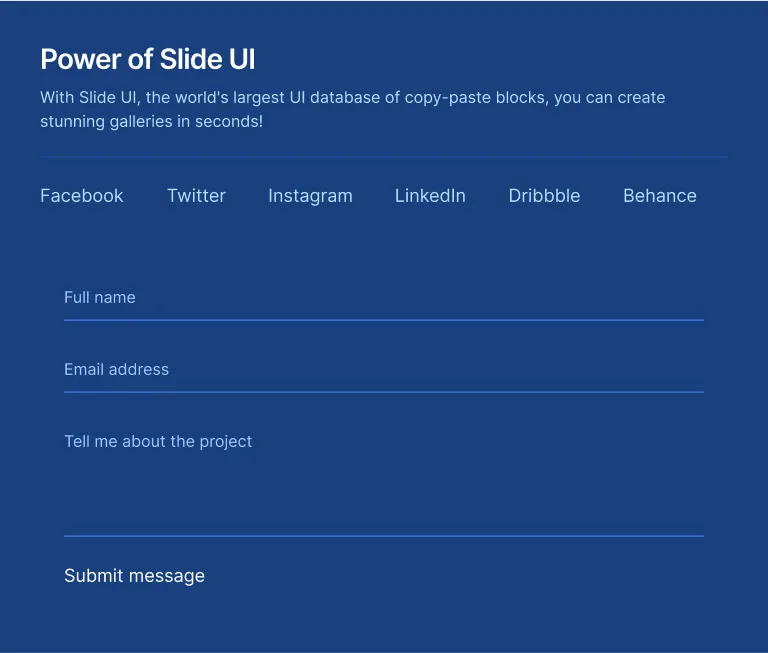 Power of Slide UI
With Slide UI, the world's largest UI database of copy-paste blocks, you can create
stunning galleries in seconds!
Facebook Twitter Instagram LinkedIn Dribbble Behance
Full name
Email address
Tell me about the project
Submit message